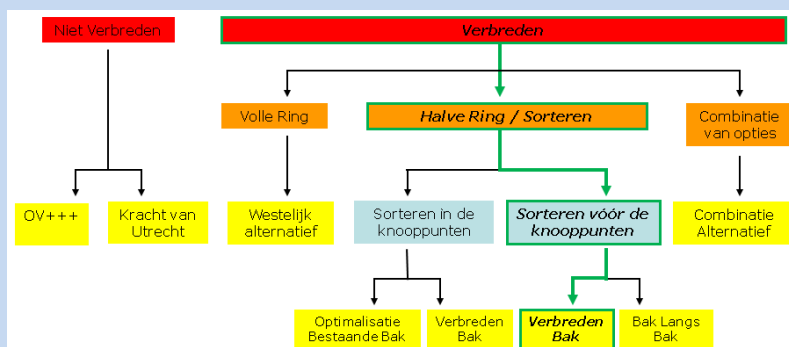 Niet Verbreden
Verbreden
Volle Ring
Halve Ring / Sorteren
Combinatie
van opties
OV+++
Kracht van
Utrecht
Westelijk
alternatief
Sorteren in de
knooppunten
Sorteren vóór de
knooppunten
Combinatie
Alternatief
Optimalisatie
Bestaande Bak
Verbreden
Bak
Verbreden
Bak
Bak Langs
Bak